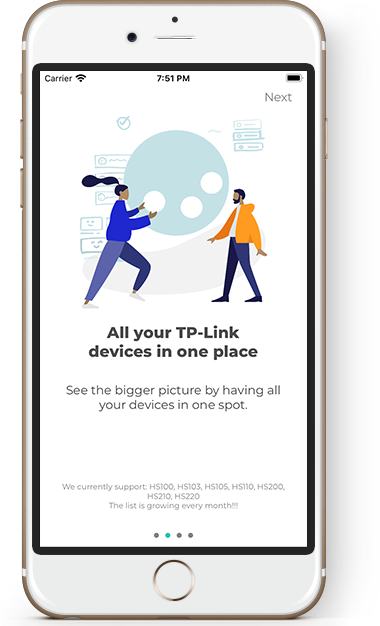 Carrier 7:51 PM
Next
All your TP-Link
devices in one place
See the bigger picture by having all
your devices in one spot.
We currently support: HS100, HS103, HS105, HS110, HS200,
HS210, HS220
The list is growing every month!!!